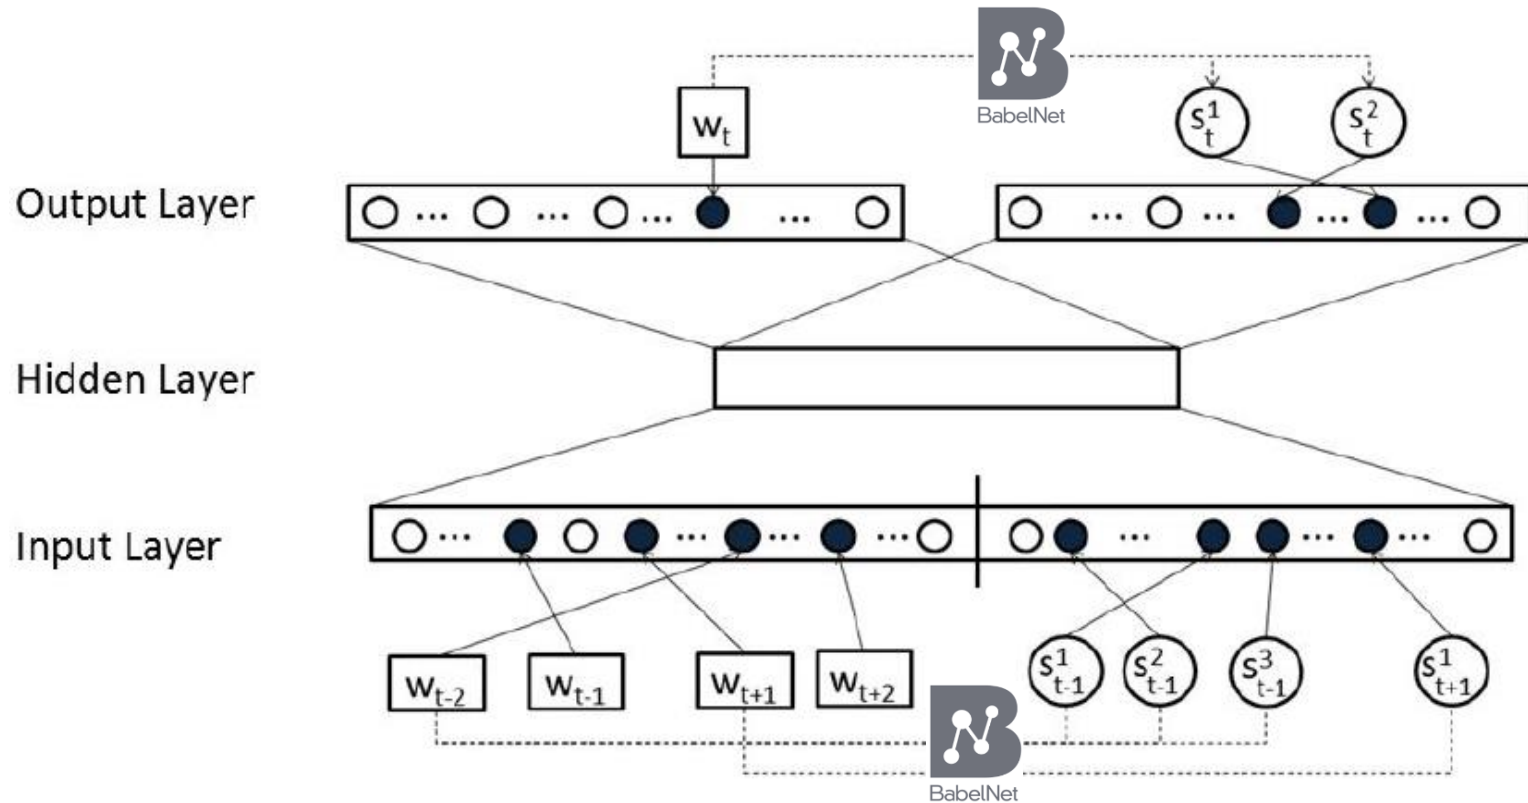 BabelNet
w_t
s_t^1
s_t^2
Output Layer
... ... ... ...
... ... ... ...
Hidden Layer
Input Layer
... ... ... ...
... ... ...
w_t-2
w_t-1
w_t+1
w_t+2
s_t-1^1
s_t-1^2
s_t-1^3
s_t+1^1
BabelNet